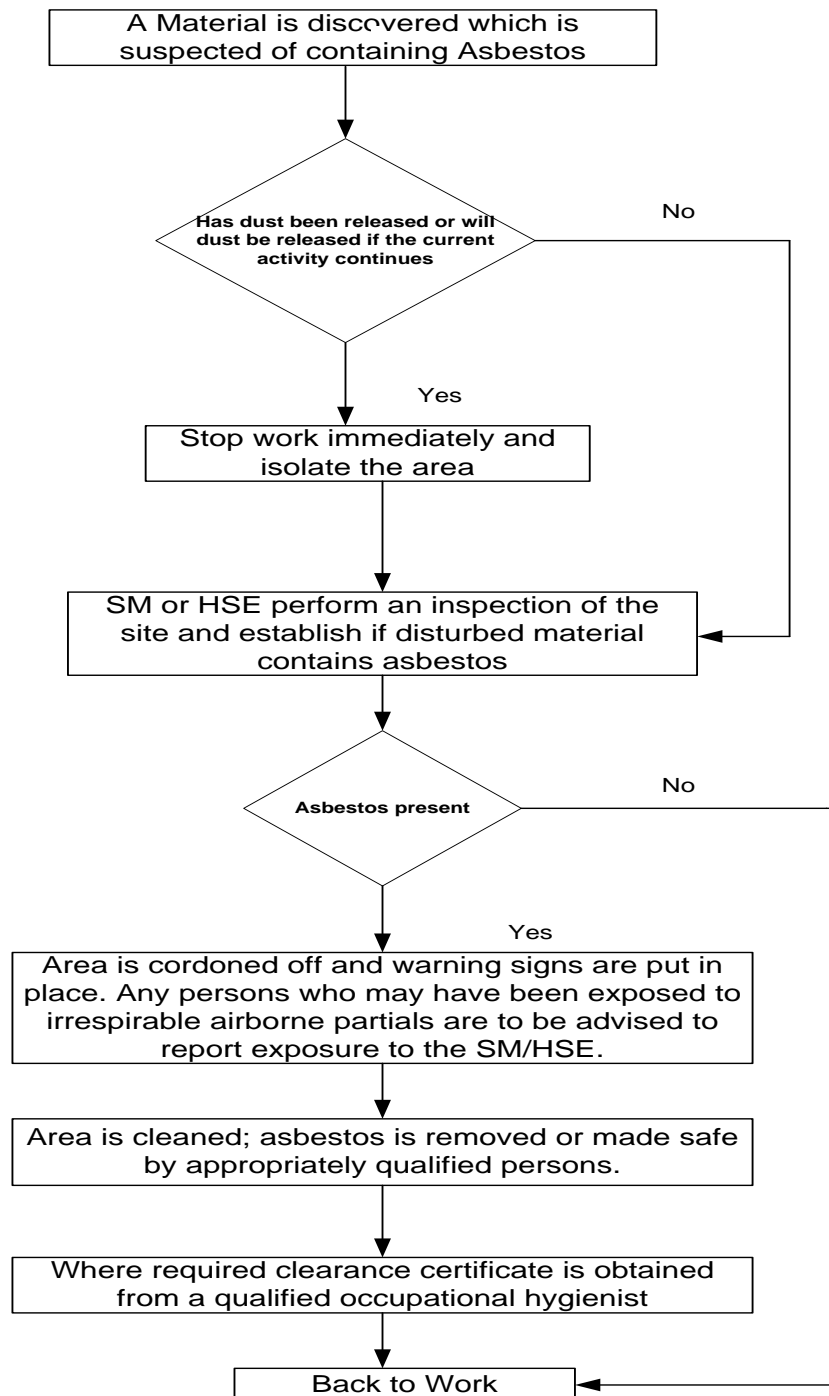 A Material is discovered which is
suspected of containing Asbestos
Has dust been released or will
dust be released if the current
activity continues
No
Yes
Stop work immediately and
isolate the area
SM or HSE perform an inspection of the
site and establish if disturbed material
contains asbestos
Asbestos present
No
Yes
Area is cordoned off and warning signs are put in
place. Any persons who may have been exposed to
irrespirable airborne partials are to be advised to
report exposure to the SM/HSE.
Area is cleaned; asbestos is removed or made safe
by appropriately qualified persons.
Where required clearance certificate is obtained
from a qualified occupational hygienist
Back to Work